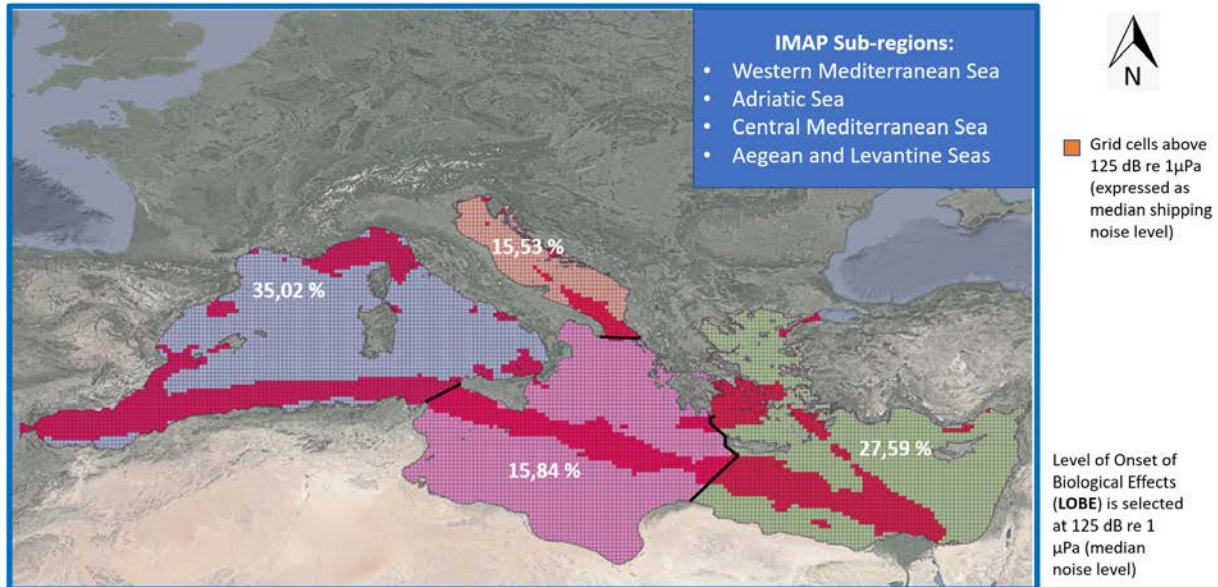 IMAP Sub-regions:
• Western Mediterranean Sea
• Adriatic Sea
• Central Mediterranean Sea
• Aegean and Levantine Seas
N
Grid cells above
125 dB re 1µPa
(expressed as
median shipping
noise level)
15,53 %
35,02 %
27,59 %
15,84 %
Level of Onset of
Biological Effects
(LOBE) is selected
at 125 dB re 1
µPa (median
noise level)